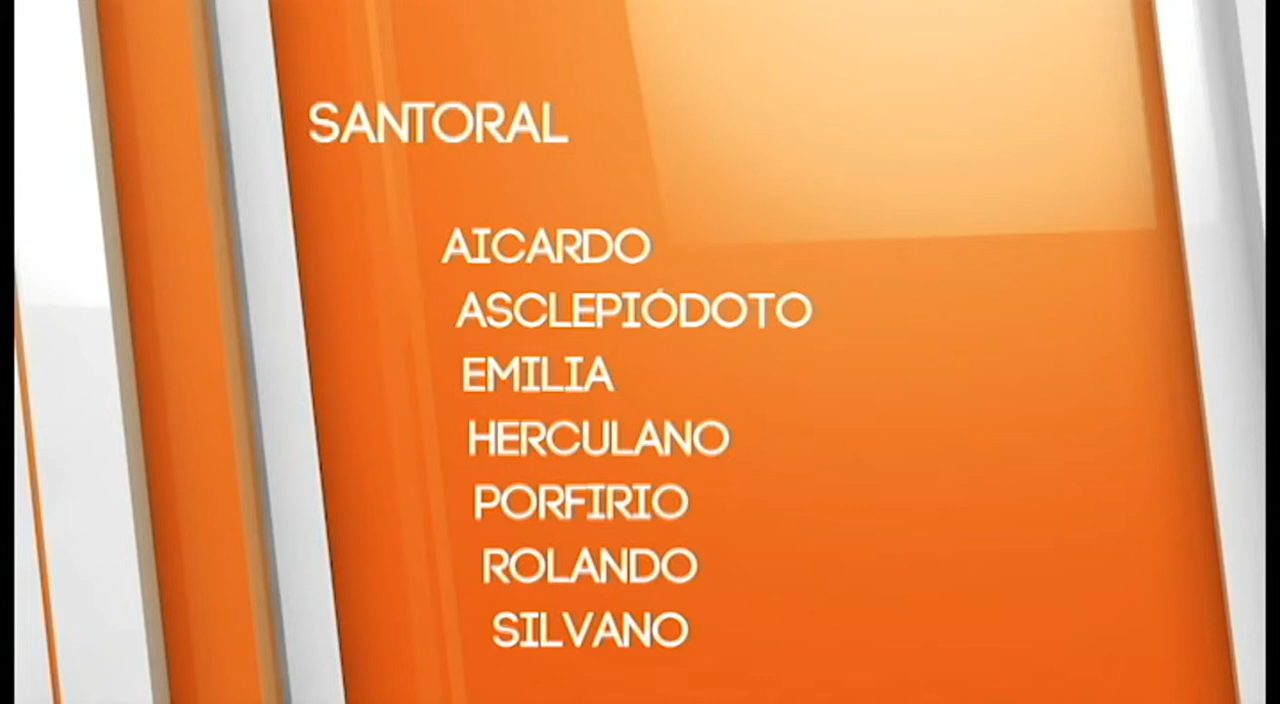 SANTORAL
AICARDO
ASCLEPIÓDOTO
EMILIA
HERCULANO
PORFIRIO
ROLANDO
SILVANO